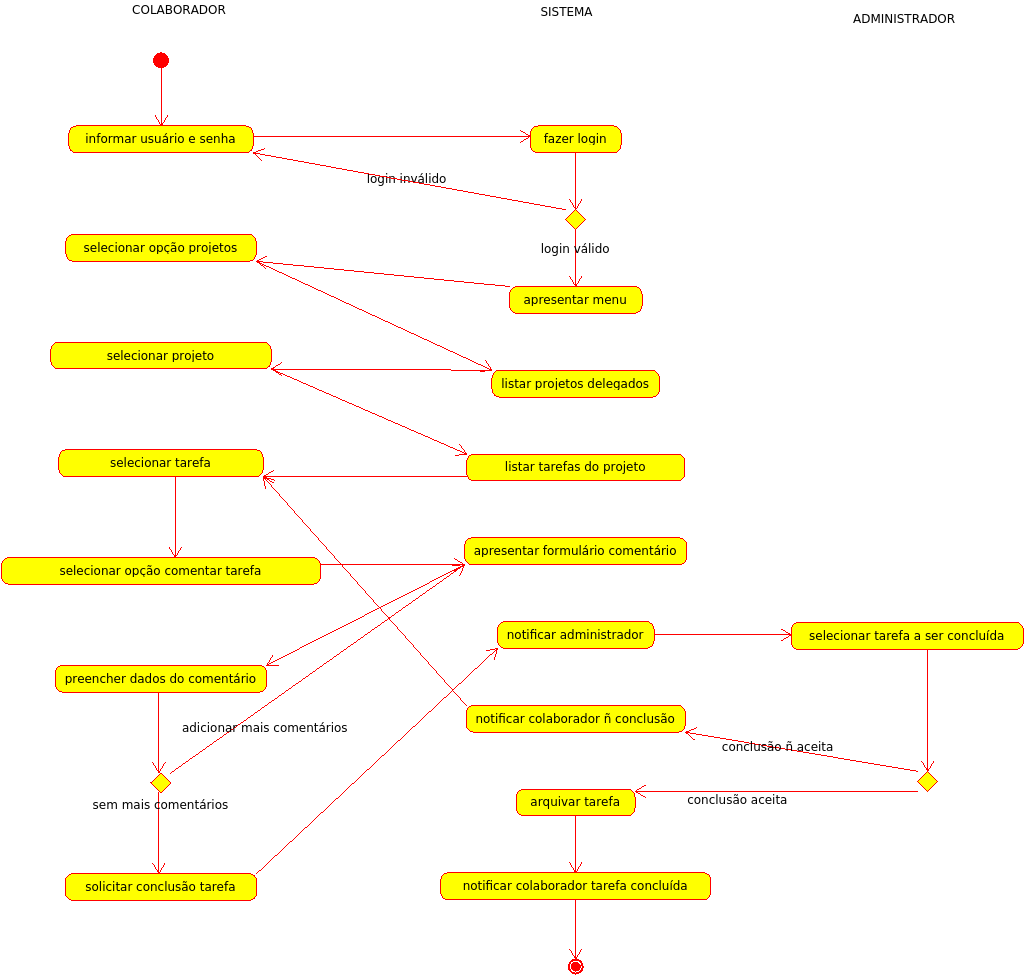 COLABORADOR
SISTEMA
ADMINISTRADOR
informar usuário e senha
fazer login
login inválido
selecionar opção projetos
login válido
apresentar menu
selecionar projeto
listar projetos delegados
selecionar tarefa
listar tarefas do projeto
apresentar formulário comentário
selecionar opção comentar tarefa
notificar administrador
selecionar tarefa a ser concluída
preencher dados do comentário
notificar colaborador ñ conclusão
adicionar mais comentários
conclusão ñ aceita
sem mais comentários
arquivar tarefa
conclusão aceita
solicitar conclusão tarefa
notificar colaborador tarefa concluída